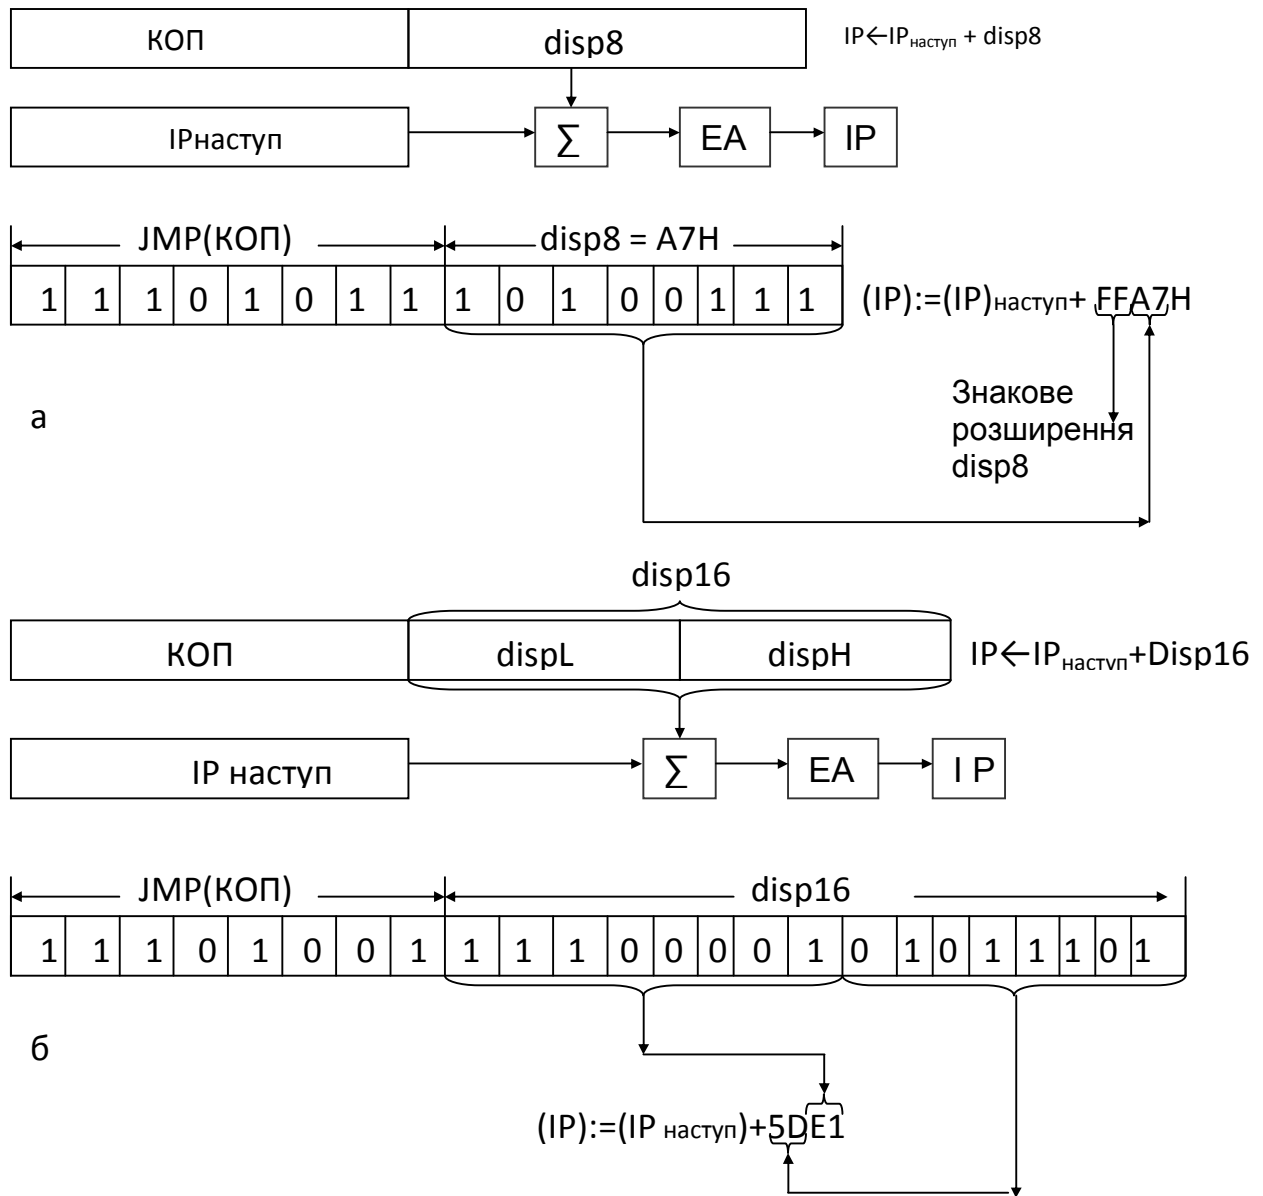 КОП disp8 IP←IPнаступ + disp8
IPнаступ ∑ EA IP
JMP(КОП) disp8 = A7H
1 1 1 0 1 0 1 1 1 0 1 0 0 1 1 1 (IP):=(IP)наступ+ FFA7H
Знакове
розширення
disp8
а
disp16
КОП dispL dispH IP←IPнаступ+Disp16
IP наступ ∑ EA I P
JMP(КОП) disp16
1 1 1 0 1 0 0 1 1 1 1 0 0 0 0 1 0 1 0 1 1 1 0 1
б
(IP):=(IP наступ)+5DE1